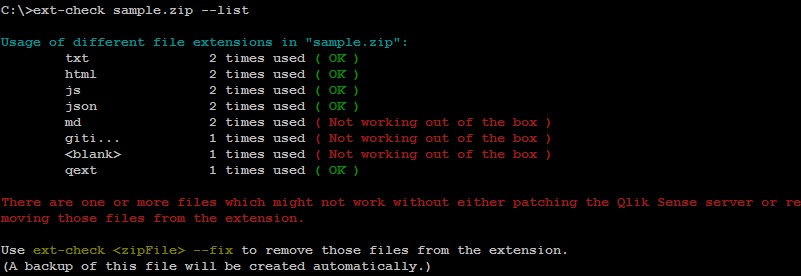 C:\>ext-check sample.zip --list
Usage of different file extensions in "sample.zip":
txt 2 times used ( OK )
html 2 times used ( OK )
js 2 times used ( OK )
json 2 times used ( OK )
md 2 times used ( Not working out of the box )
giti... 1 times used ( Not working out of the box )
<blank> 1 times used ( Not working out of the box )
qext 1 times used ( OK )
There are one or more files which might not work without either patching the Qlik Sense server or re
moving those files from the extension.
Use ext-check <zipFile> --fix to remove those files from the extension.
(A backup of this file will be created automatically.)